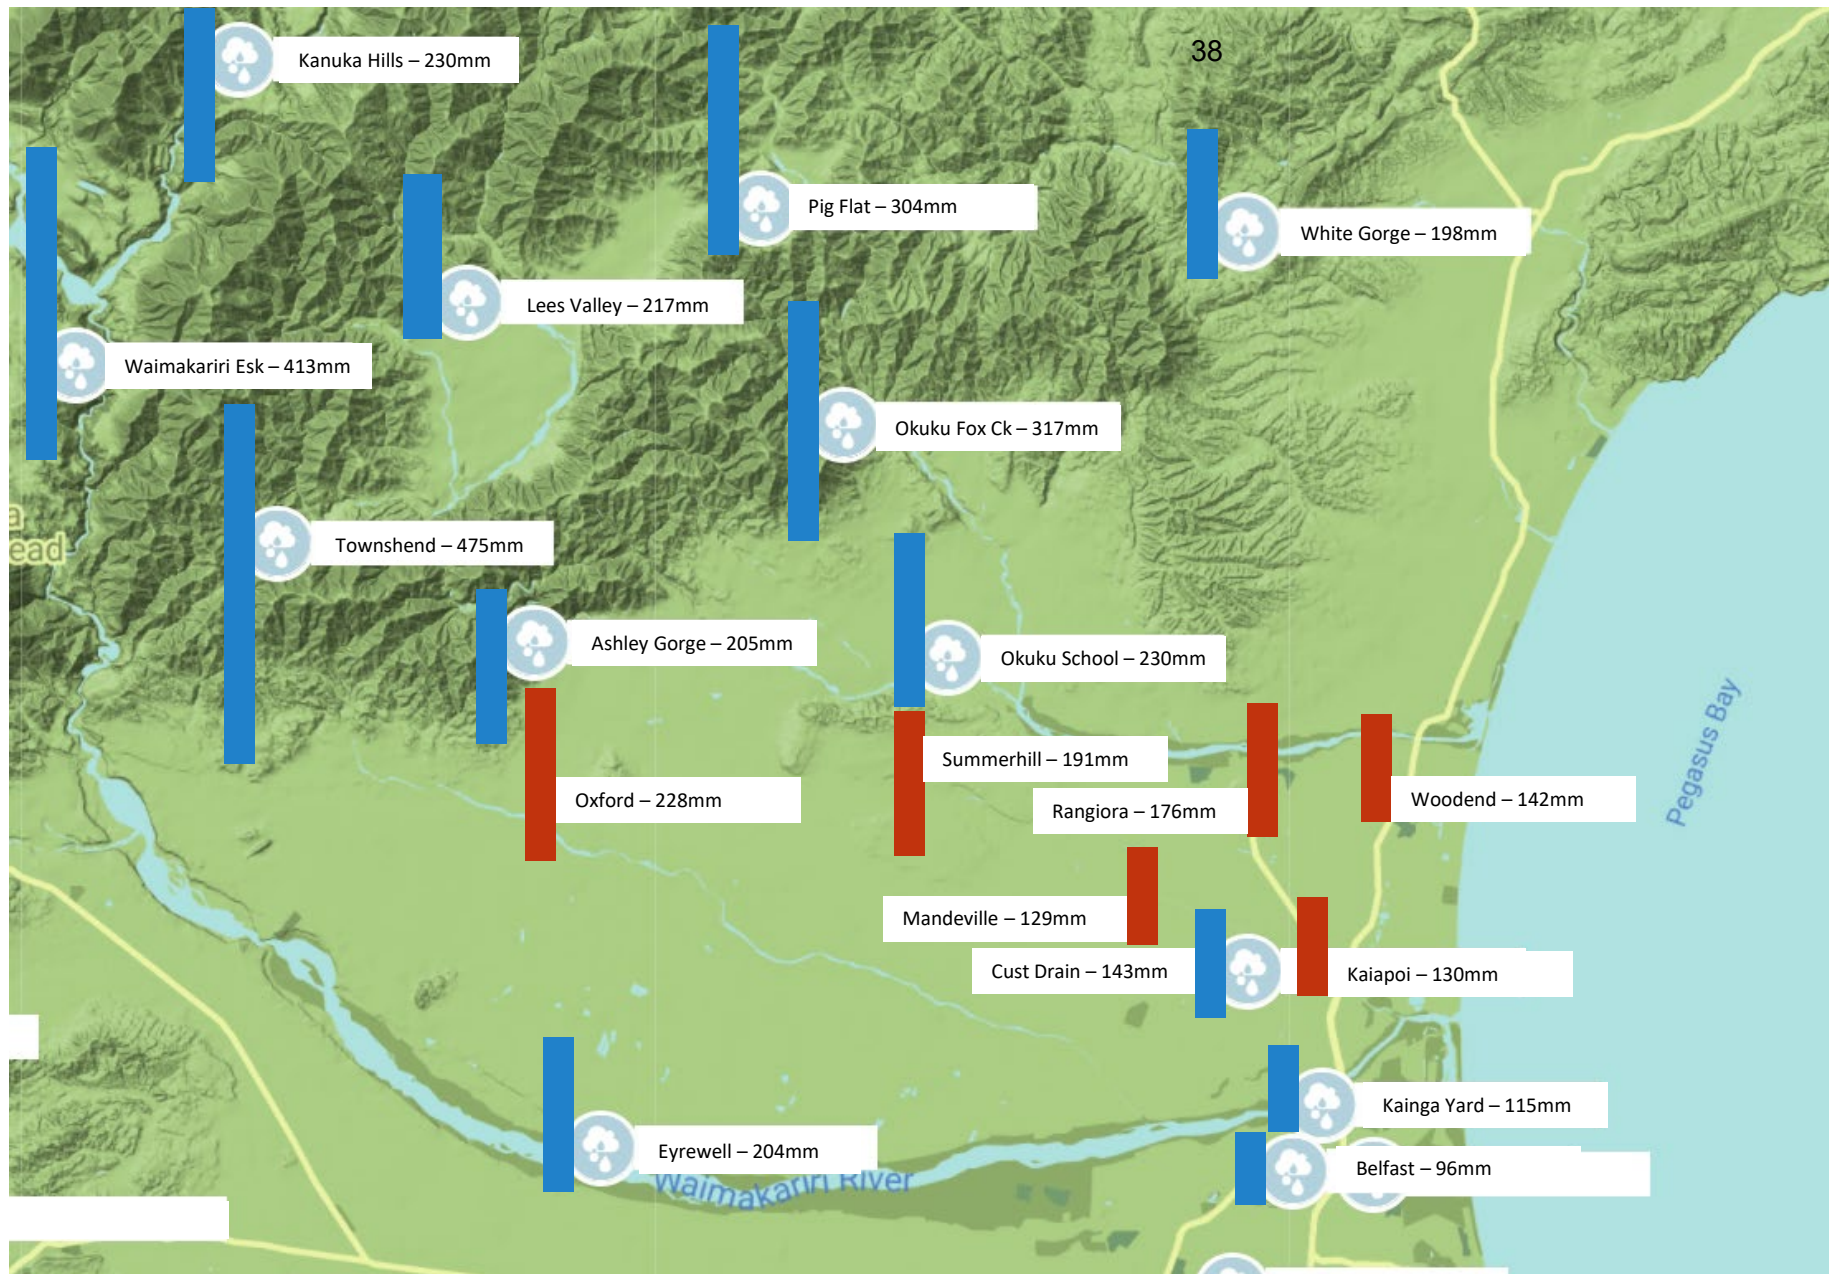 38
Kanuka Hills – 230mm
Pig Flat – 304mm
White Gorge – 198mm
Lees Valley – 217mm
Waimakariri Esk – 413mm
Okuku Fox Ck – 317mm
a
ead
Townshend – 475mm
Ashley Gorge – 205mm
Okuku School – 230mm
Summerhill – 191mm
Oxford – 228mm
Rangiora – 176mm
Woodend – 142mm
Pegasus Bay
Mandeville – 129mm
Cust Drain – 143mm
Kaiapoi – 130mm
Kainga Yard – 115mm
Eyrewell – 204mm
Belfast – 96mm
Waimakariri River